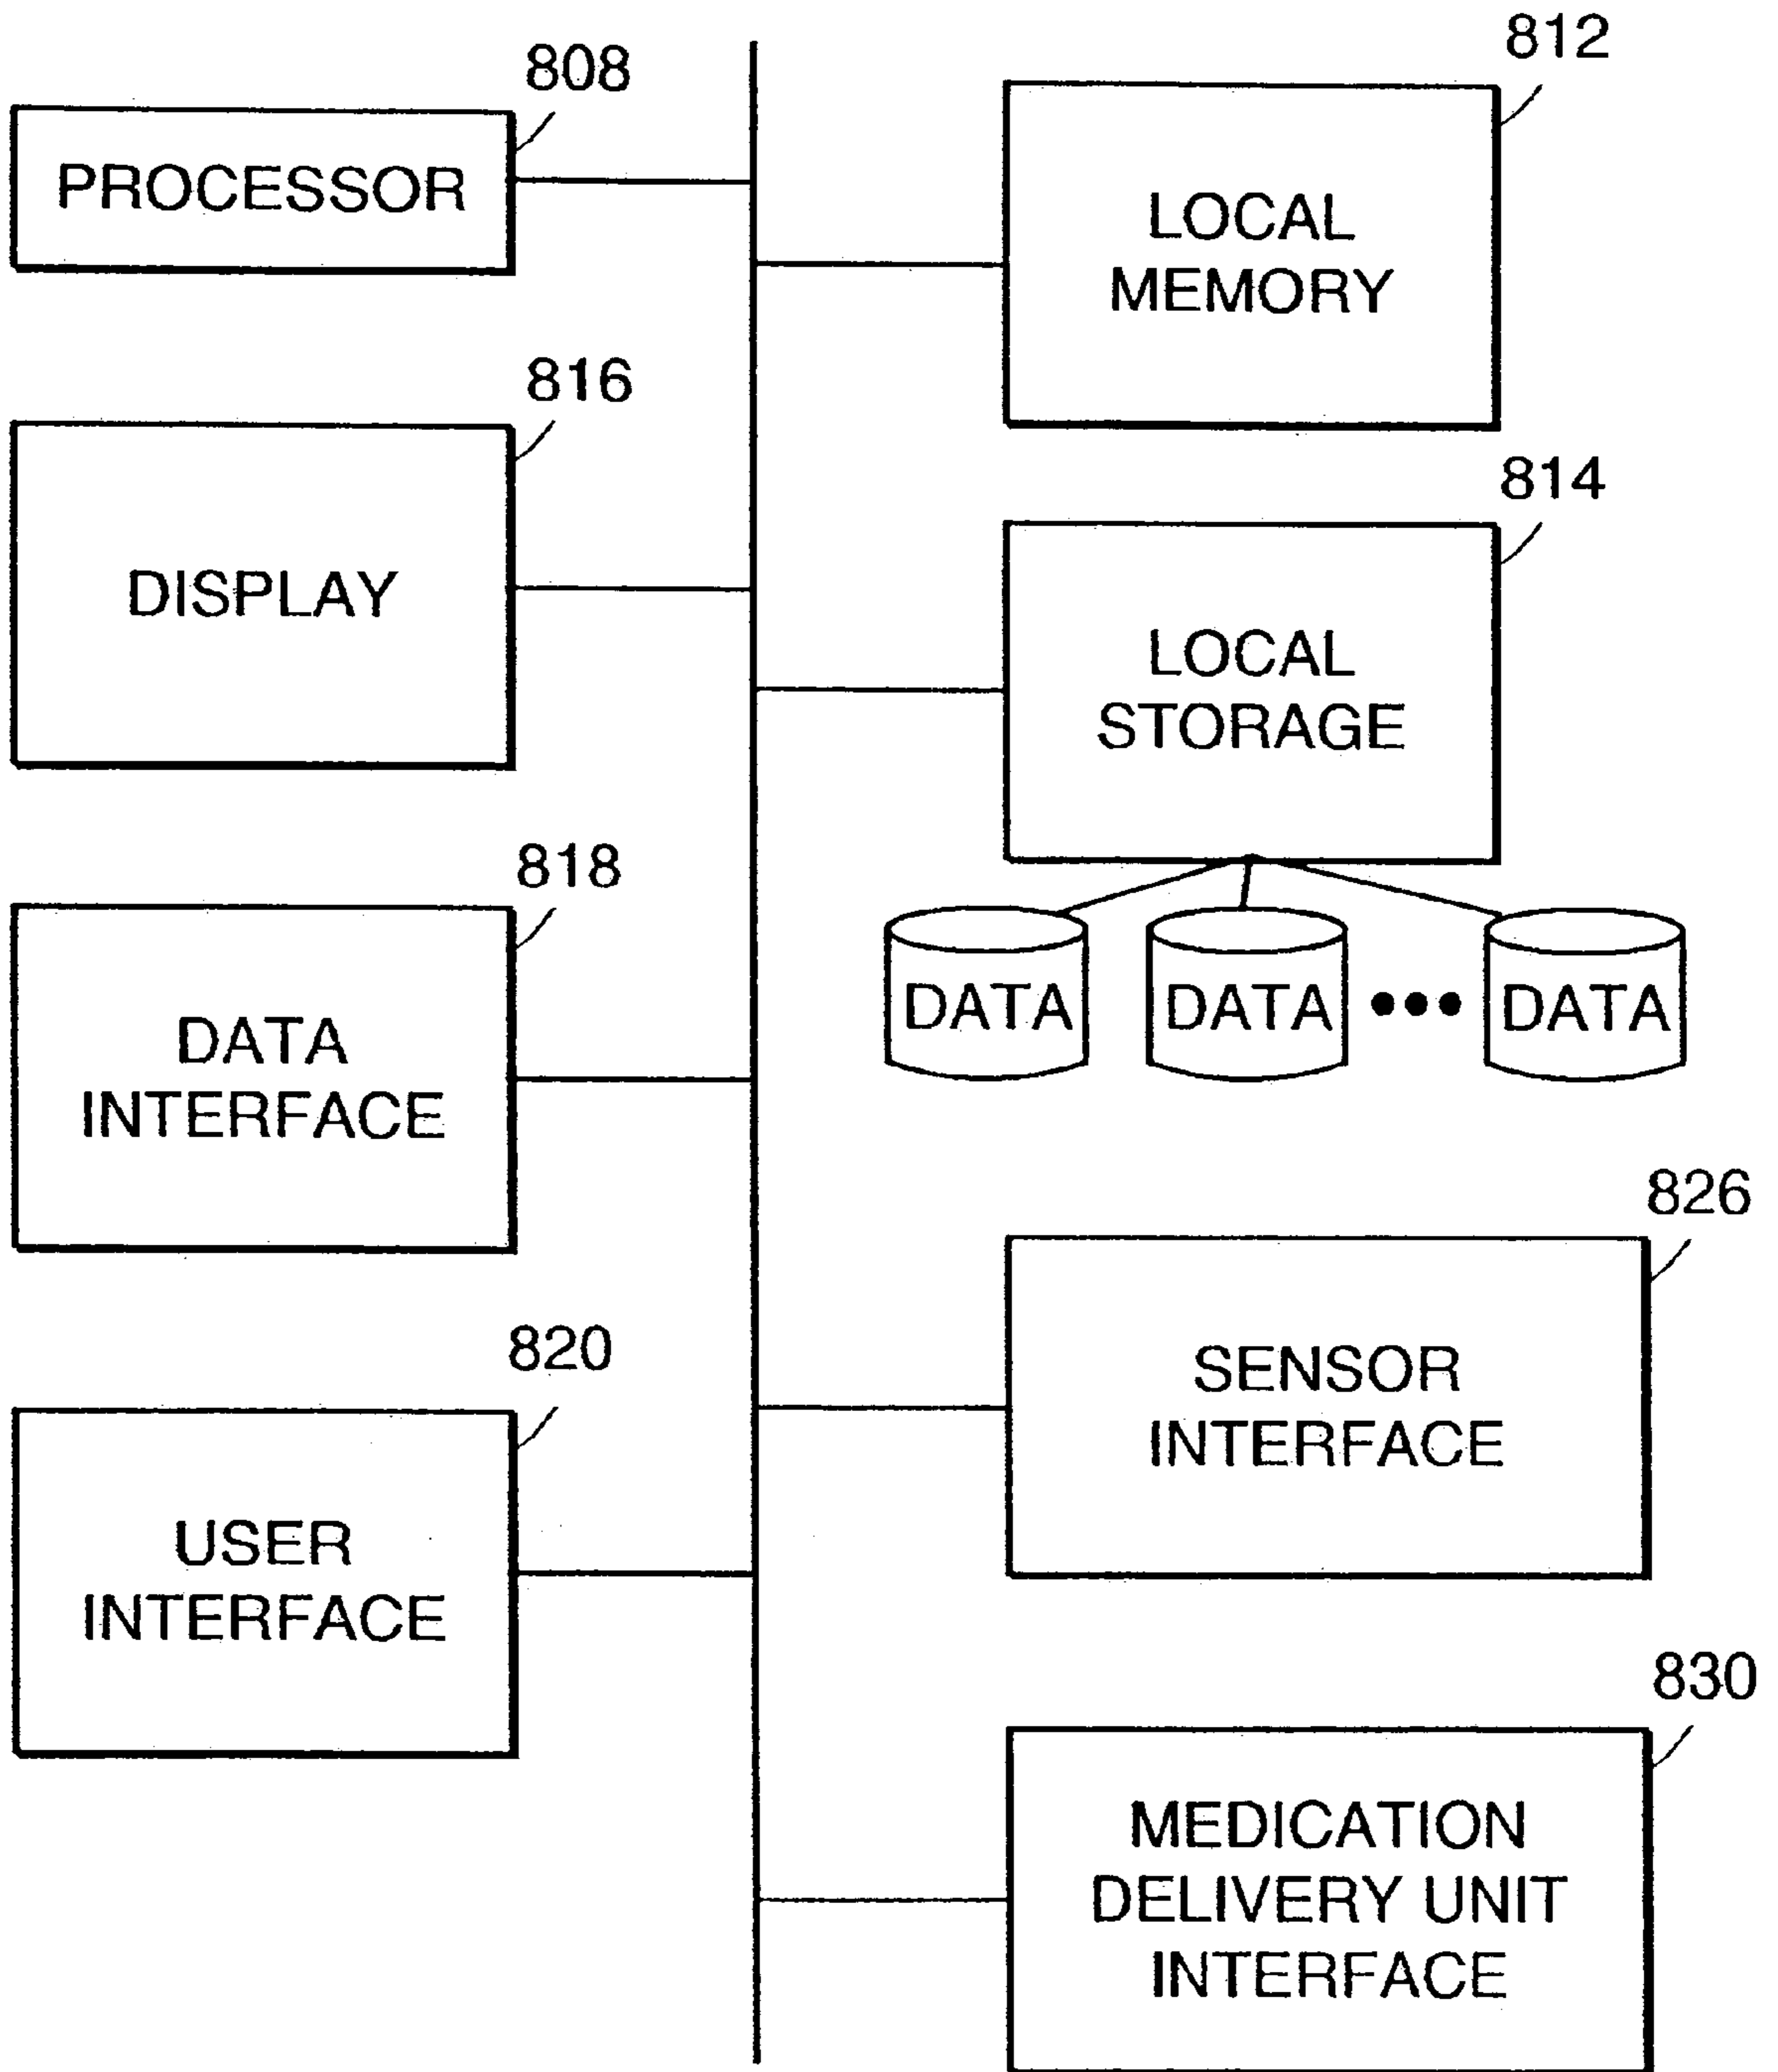 808
PROCESSOR
812
LOCAL
MEMORY
816
DISPLAY
814
LOCAL
STORAGE
DATA DATA ••• DATA
818
DATA
INTERFACE
826
SENSOR
INTERFACE
820
USER
INTERFACE
830
MEDICATION
DELIVERY UNIT
INTERFACE